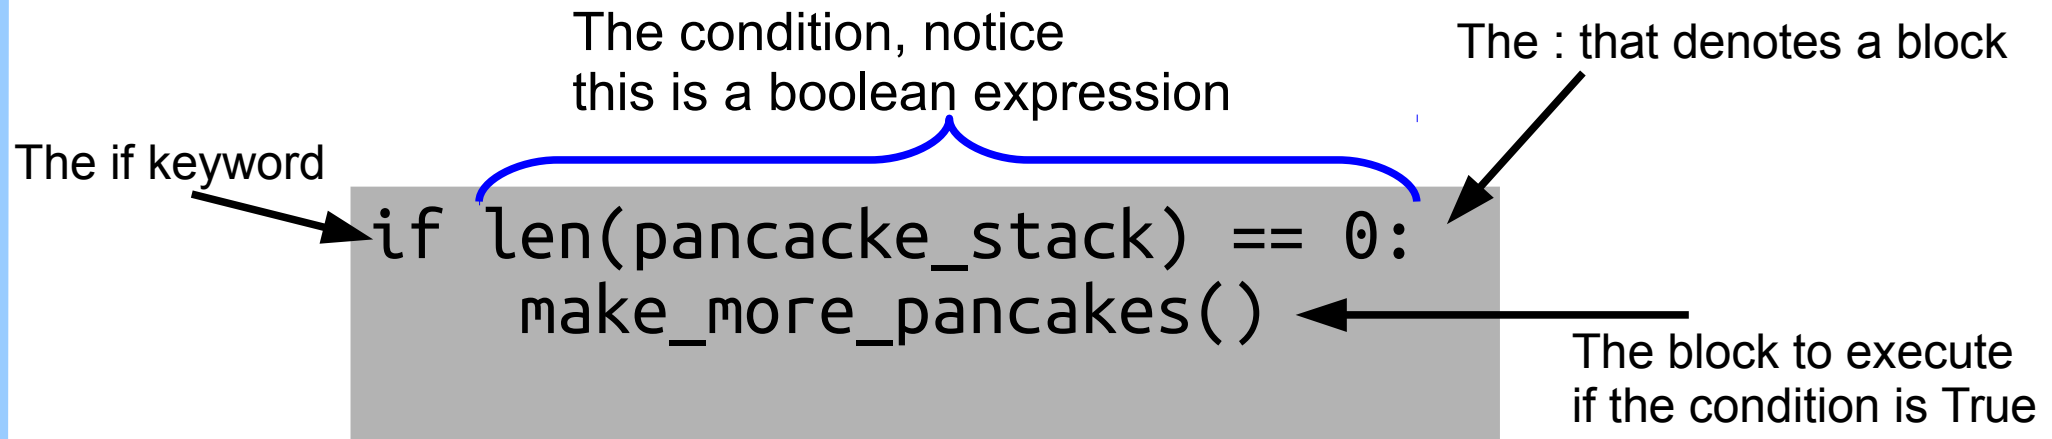 The condition, notice
this is a boolean expression
The : that denotes a block
The if keyword
if len(pancacke_stack) == 0:
make_more_pancakes()
The block to execute
if the condition is True